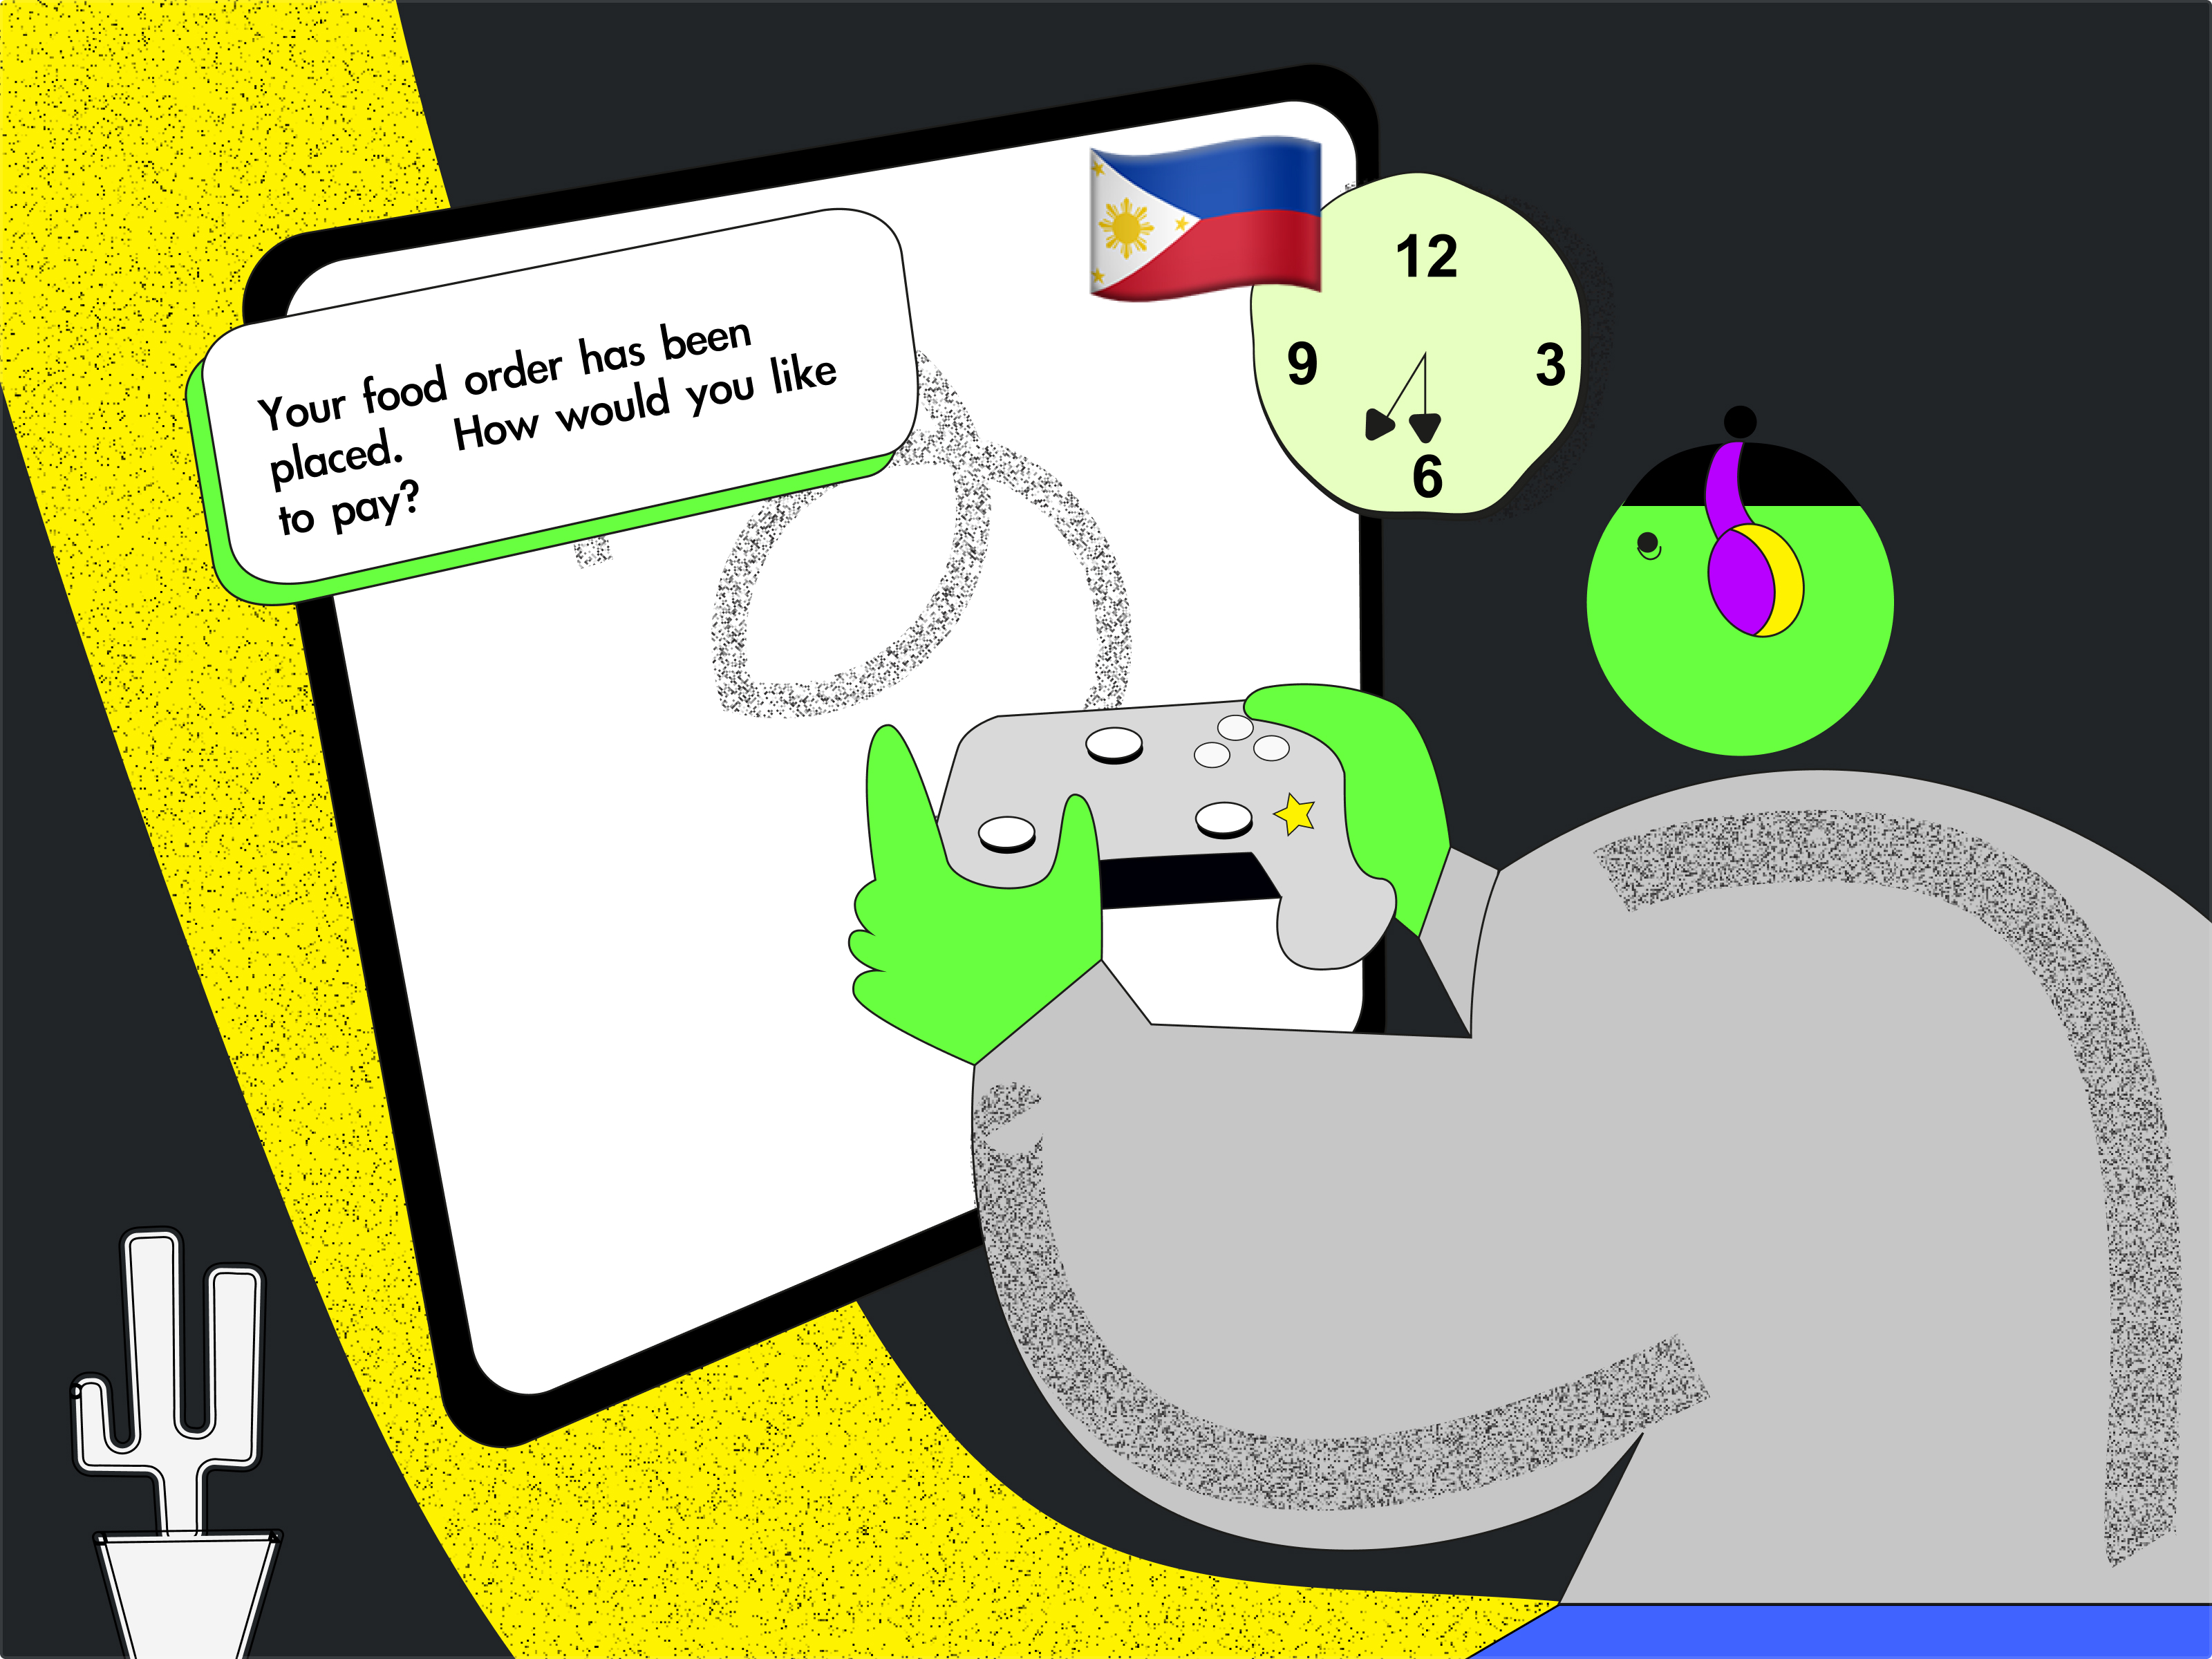 Your food order has been
placed. How would you like
to pay?
12
9 3
6